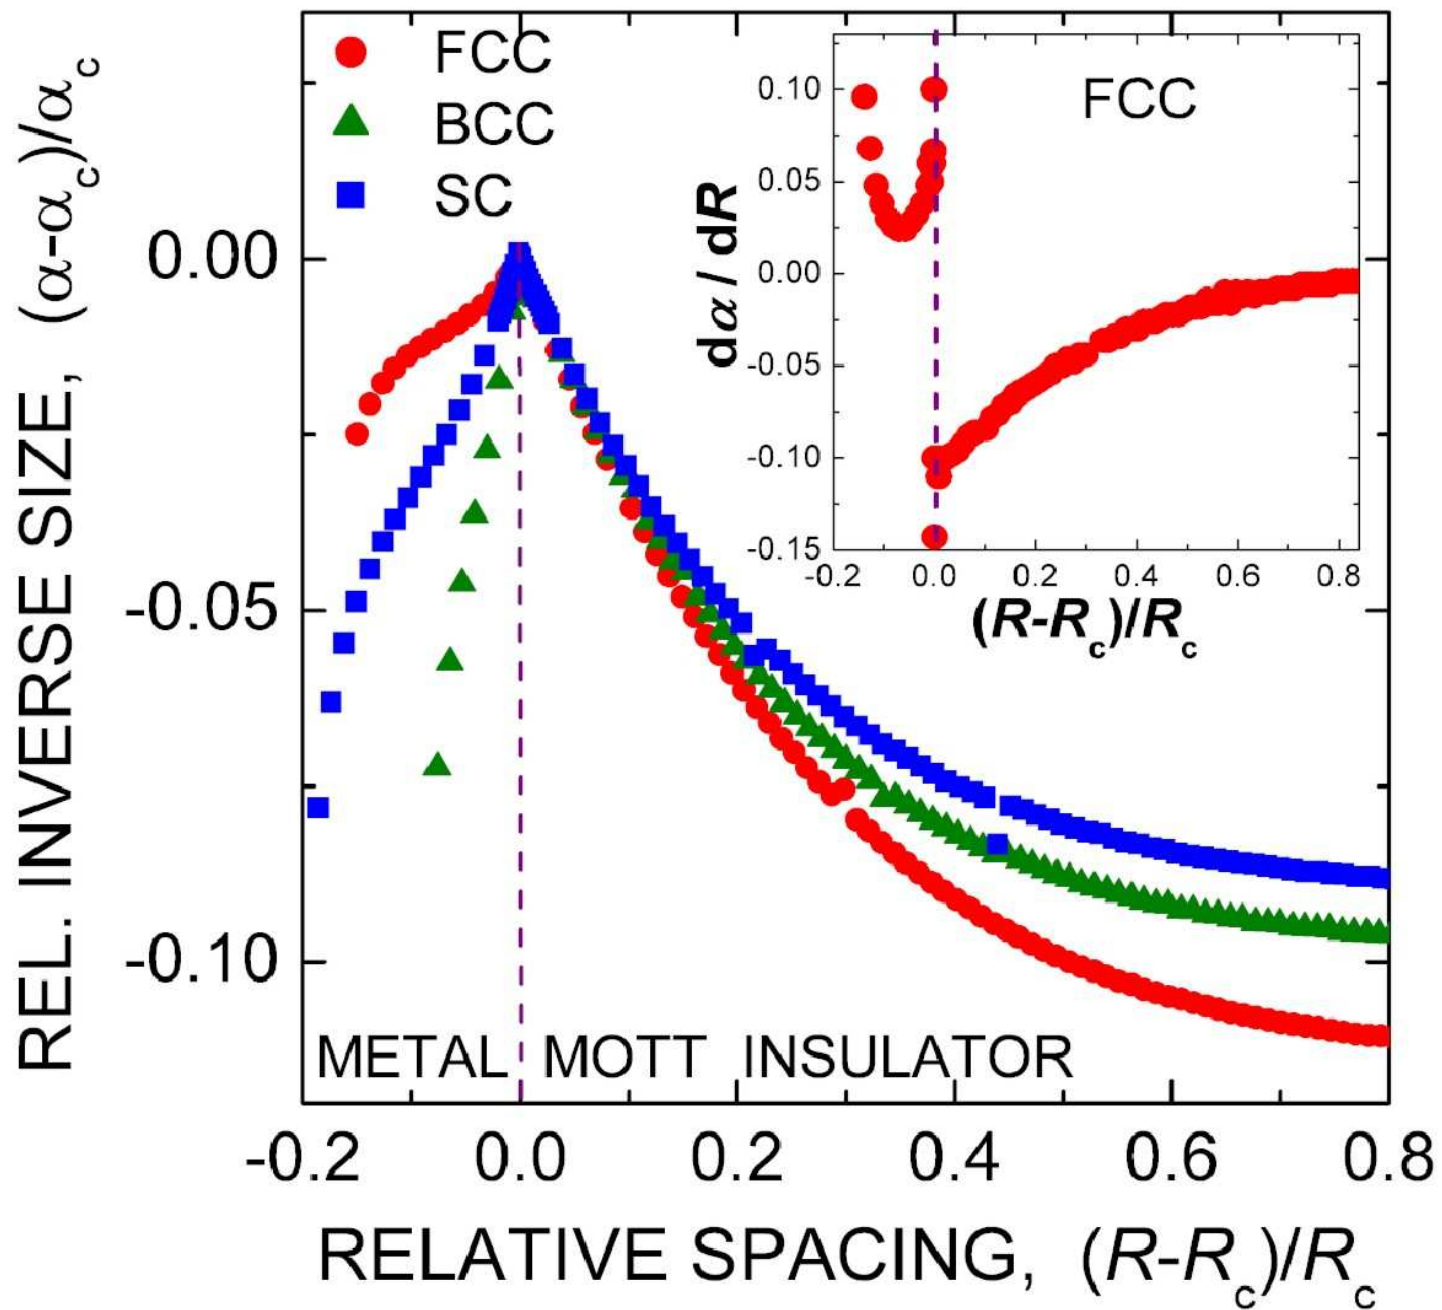 FCC
BCC
SC
REL. INVERSE SIZE, (α-α_c)/α_c
0.00
-0.05
-0.10
METAL MOTT INSULATOR
-0.2 0.0 0.2 0.4 0.6 0.8
RELATIVE SPACING, (R-R_c)/R_c
FCC
dα / dR
0.10
0.05
0.00
-0.05
-0.10
-0.15
-0.2 0.0 0.2 0.4 0.6 0.8
(R-R_c)/R_c